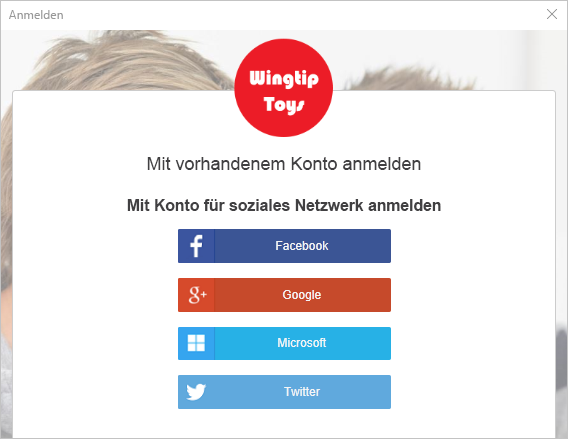 Anmelden
Wingtip
Toys
Mit vorhandenem Konto anmelden
Mit Konto für soziales Netzwerk anmelden
Facebook
Google
Microsoft
Twitter